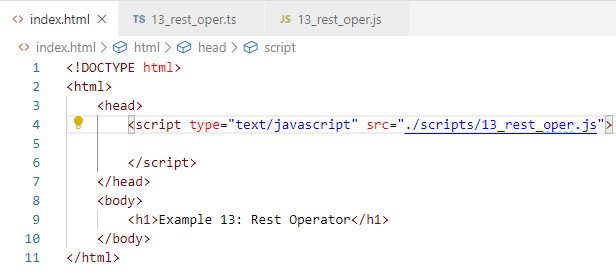 <> index.html ×  TS 13_rest_oper.ts  JS 13_rest_oper.js
<> index.html > html > head > script
1 <!DOCTYPE html>
2 <html>
3     <head>
4         <script type="text/javascript" src="./scripts/13_rest_oper.js">
5
6         </script>
7     </head>
8     <body>
9         <h1>Example 13: Rest Operator</h1>
10     </body>
11 </html>